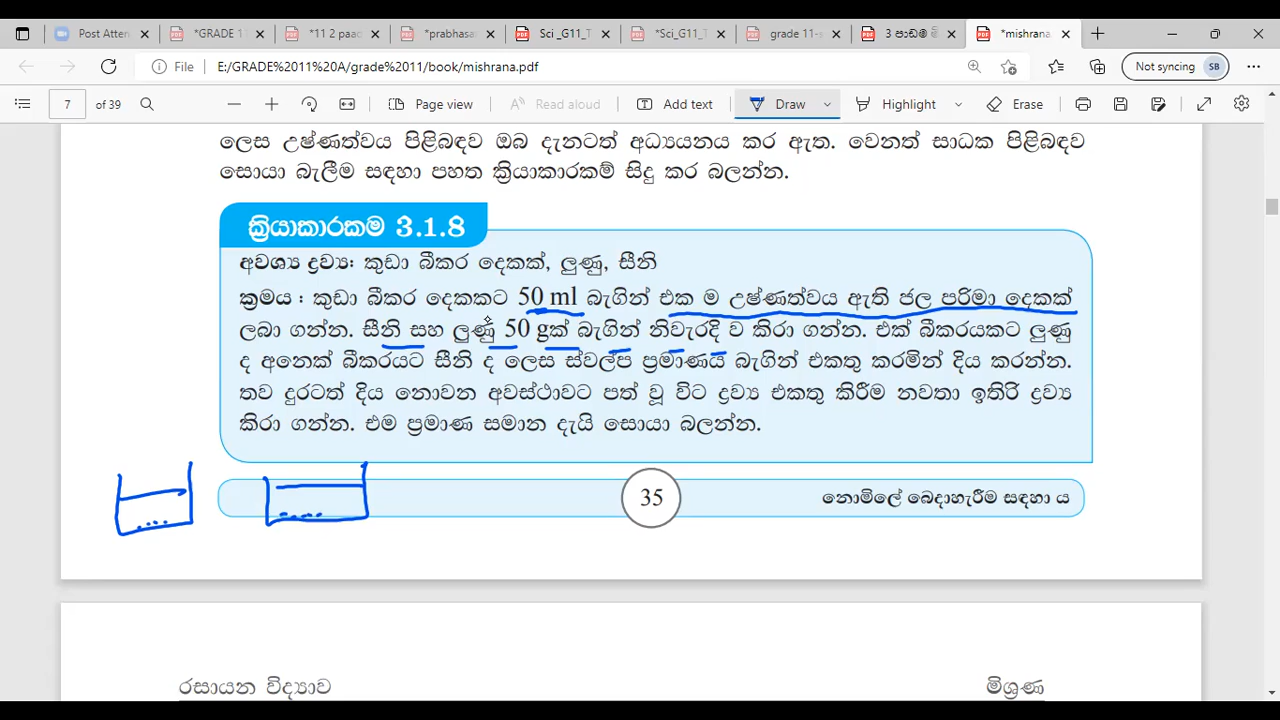 Post Atten
*GRADE 1
*11 2 paac
*prabhasa
Sci_G11_T
*Sci_G11_T
grade 11-s
3 පාඩම් මි
*mishrana
File
E:/GRADE%2011%20A/grade%2011/book/mishrana.pdf
Not syncing
SB
7
of 39
Page view
Read aloud
Add text
Draw
Highlight
Erase
ලෙස උෂ්ණත්වය පිළිබඳව ඔබ දැනටත් අධ්‍යයනය කර ඇත. වෙනත් සාධක පිළිබඳව
සොයා බැලීම සඳහා පහත ක්‍රියාකාරකම් සිදු කර බලන්න.
ක්‍රියාකාරකම 3.1.8
අවශ්‍ය ද්‍රව්‍ය: කුඩා බීකර දෙකක්, ලුණු, සීනි
ක්‍රමය : කුඩා බීකර දෙකකට 50 ml බැගින් එක ම උෂ්ණත්වය ඇති ජල පරිමා දෙකක්
ලබා ගන්න. සීනි සහ ලුණු 50 gක් බැගින් නිවැරදි ව කිරා ගන්න. එක් බීකරයකට ලුණු
ද අනෙක් බීකරයට සීනි ද ලෙස ස්වල්ප ප්‍රමාණය බැගින් එකතු කරමින් දිය කරන්න.
තව දුරටත් දිය නොවන අවස්ථාවට පත් වූ විට ද්‍රව්‍ය එකතු කිරීම නවතා ඉතිරි ද්‍රව්‍ය
කිරා ගන්න. එම ප්‍රමාණ සමාන දැයි සොයා බලන්න.
35
නොමිලේ බෙදාහැරීම සඳහා ය
රසායන විද්‍යාව
මිශ්‍රණ